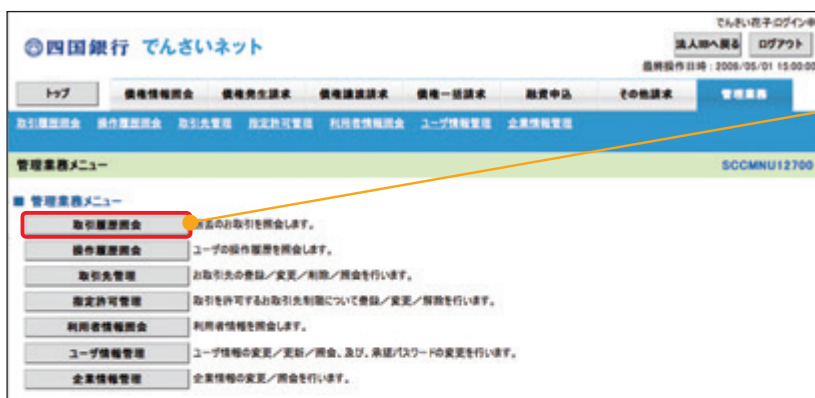 でんさい花子:ログイン中
四国銀行 でんさいネット
法人IBへ戻る ログアウト
最終操作日時:2009/05/01 15:00:00
トップ 債権情報照会 債権発生請求 債権譲渡請求 債権一括請求 融資申込 その他請求 管理業務
取引履歴照会 操作履歴照会 取引先管理 指定許可管理 利用者情報照会 ユーザ情報管理 企業情報管理
管理業務メニュー SCCMNU12700
■ 管理業務メニュー
取引履歴照会 過去のお取引を照会します。
操作履歴照会 ユーザの操作履歴を照会します。
取引先管理 お取引先の登録/変更/削除/照会を行います。
指定許可管理 取引を許可するお取引先制限について登録/変更/解除を行います。
利用者情報照会 利用者情報を照会します。
ユーザ情報管理 ユーザ情報の変更/更新/照会、及び、承認パスワードの変更を行います。
企業情報管理 企業情報の変更/照会を行います。